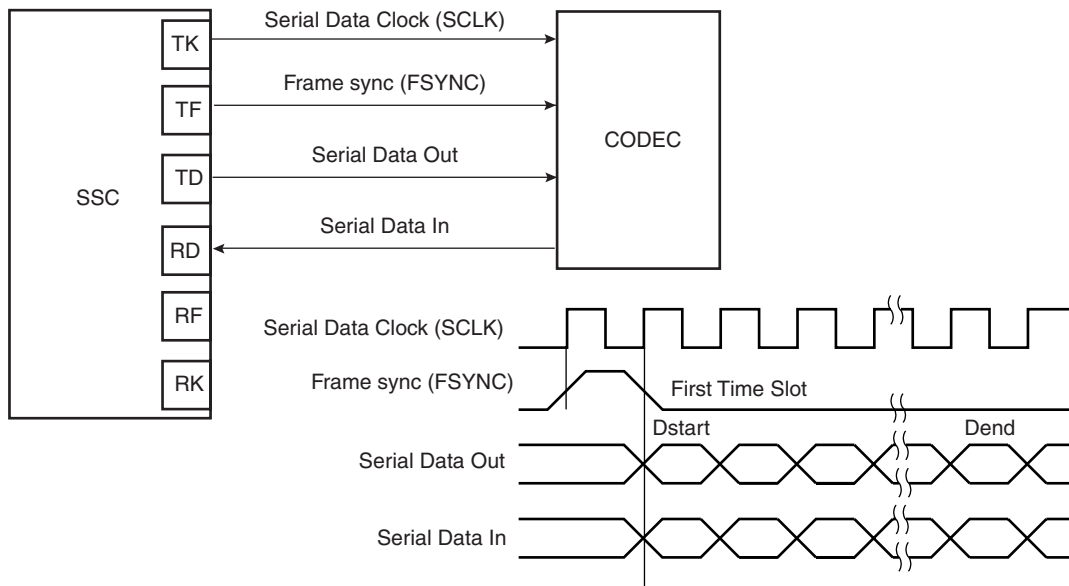 SSC
TK
TF
TD
RD
RF
RK
Serial Data Clock (SCLK)
Frame sync (FSYNC)
Serial Data Out
Serial Data In
CODEC
Serial Data Clock (SCLK)
Frame sync (FSYNC)
First Time Slot
Dstart
Dend
Serial Data Out
Serial Data In